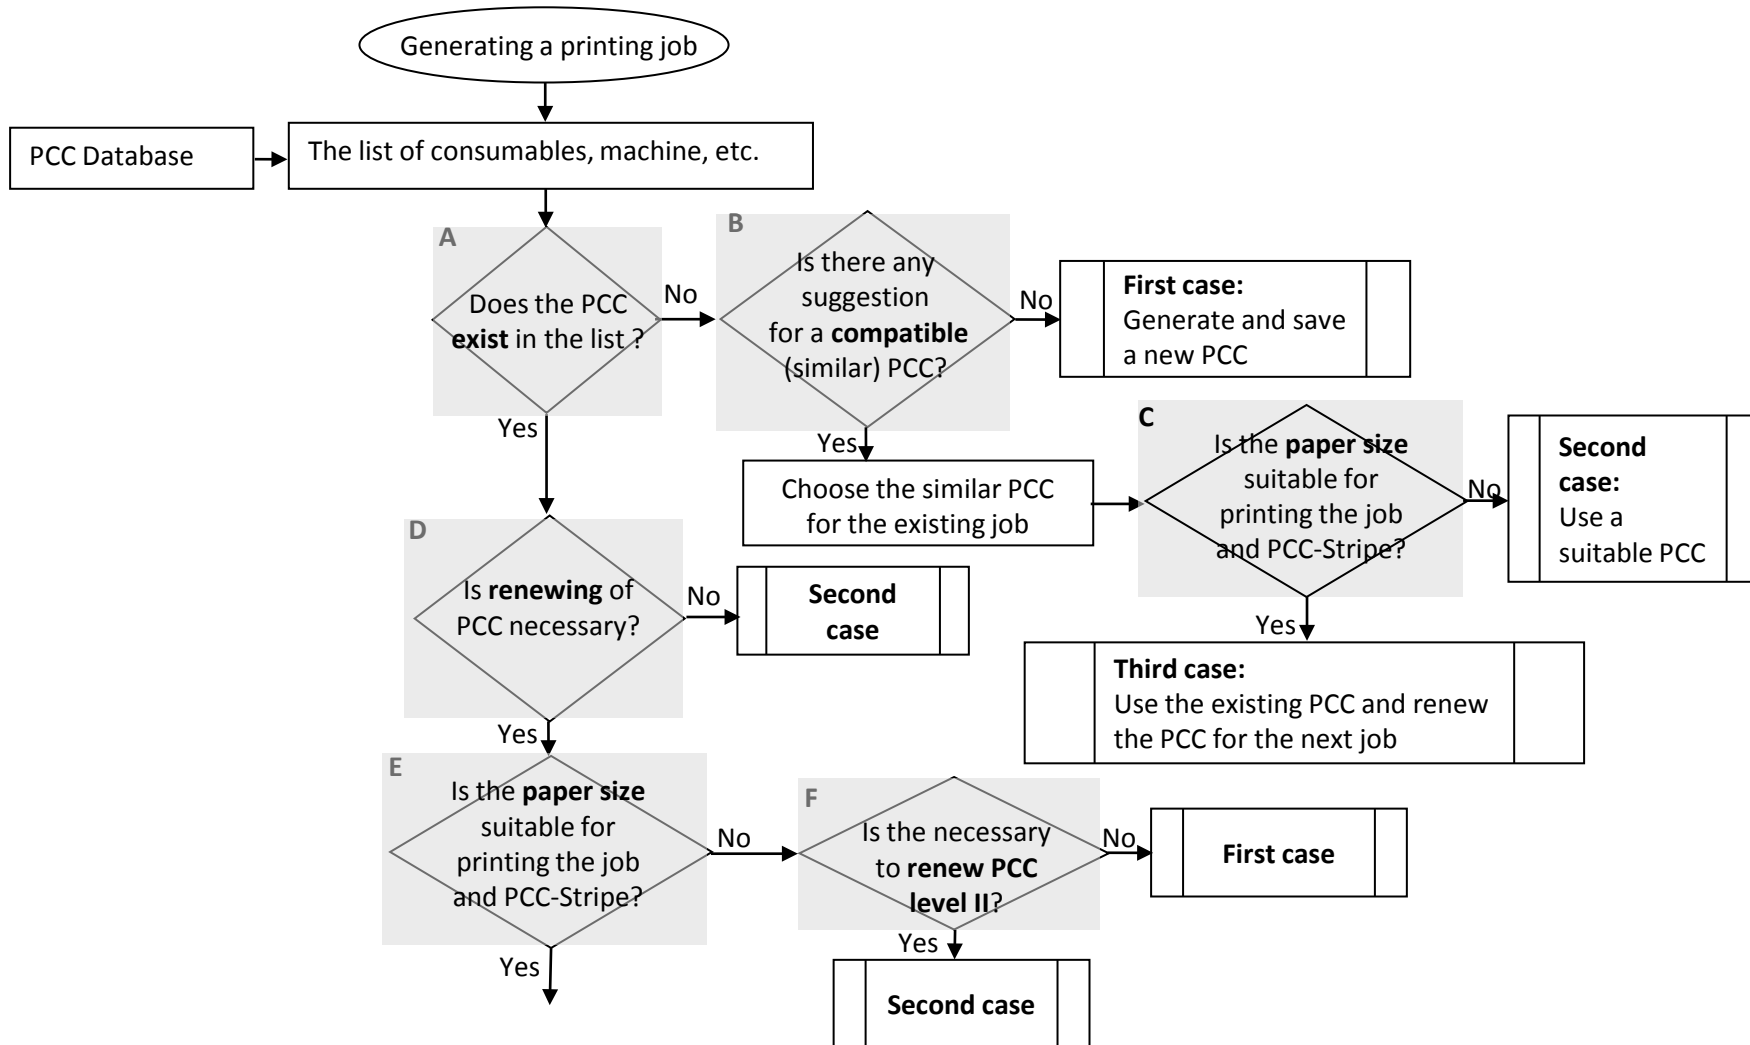 Generating a printing job
PCC Database
The list of consumables, machine, etc.
A
Does the PCC
exist in the list ?
No
Yes
B
Is there any
suggestion
for a compatible
(similar) PCC?
No
Yes
First case:
Generate and save
a new PCC
Choose the similar PCC
for the existing job
C
Is the paper size
suitable for
printing the job
and PCC-Stripe?
No
Yes
Second
case:
Use a
suitable PCC
Third case:
Use the existing PCC and renew
the PCC for the next job
D
Is renewing of
PCC necessary?
No
Yes
Second
case
E
Is the paper size
suitable for
printing the job
and PCC-Stripe?
No
Yes
F
Is the necessary
to renew PCC
level II?
No
Yes
First case
Second case